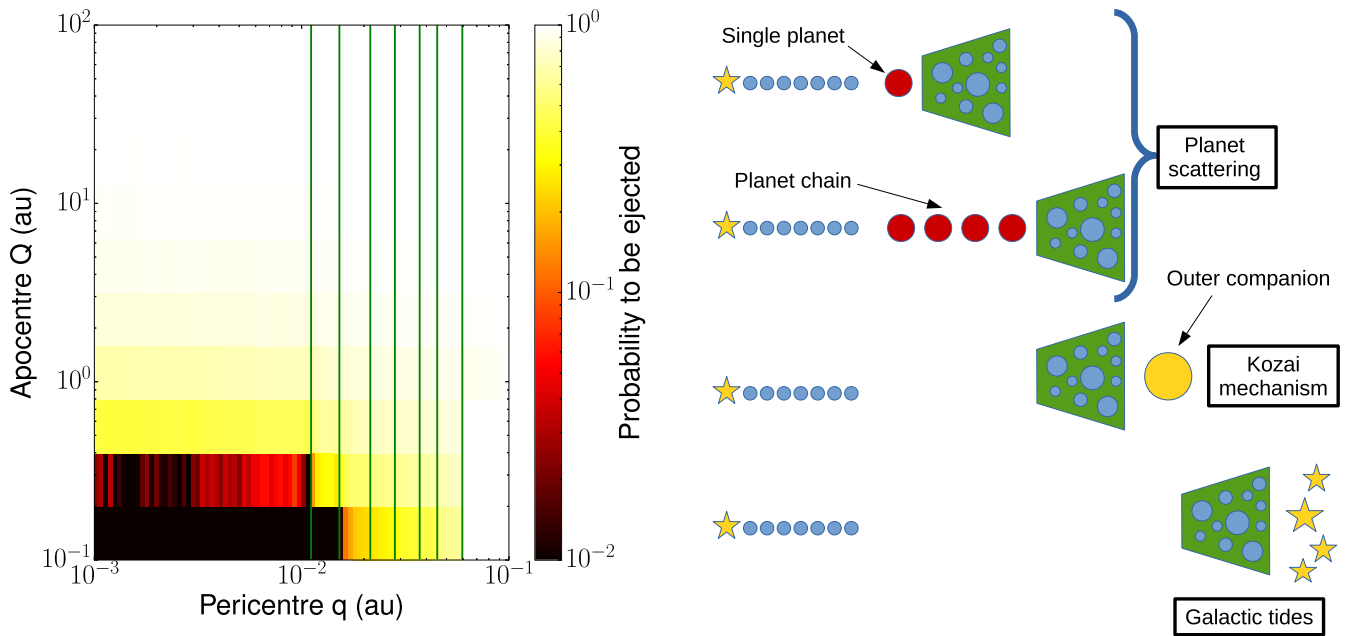 10^2
10^1
10^0
10^-1
Apocentre Q (au)
10^-3
10^-2
10^-1
Pericentre q (au)
10^0
10^-1
10^-2
Probability to be ejected
Single planet
Planet chain
Planet
scattering
Outer companion
Kozai
mechanism
Galactic tides